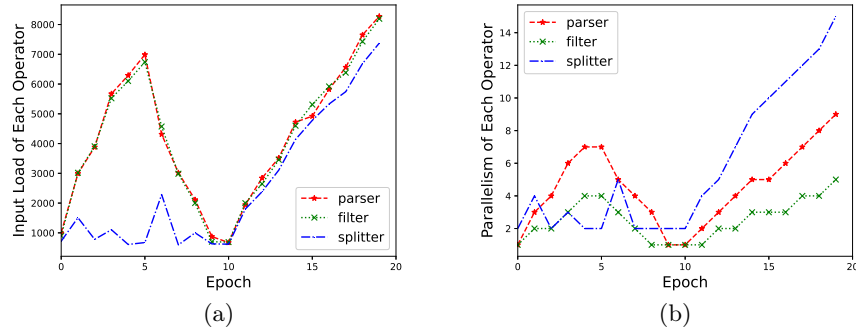 8000
7000
6000
5000
4000
3000
2000
1000
0
5
10
15
20
Input Load of Each Operator
Epoch
parser
filter
splitter
(a)
14
12
10
8
6
4
2
0
5
10
15
20
Parallelism of Each Operator
Epoch
parser
filter
splitter
(b)